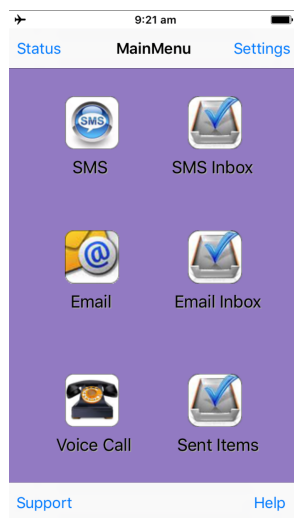 9:21 am
Status MainMenu Settings
SMS
SMS SMS Inbox
@
Email Email Inbox
Voice Call Sent Items
Support Help